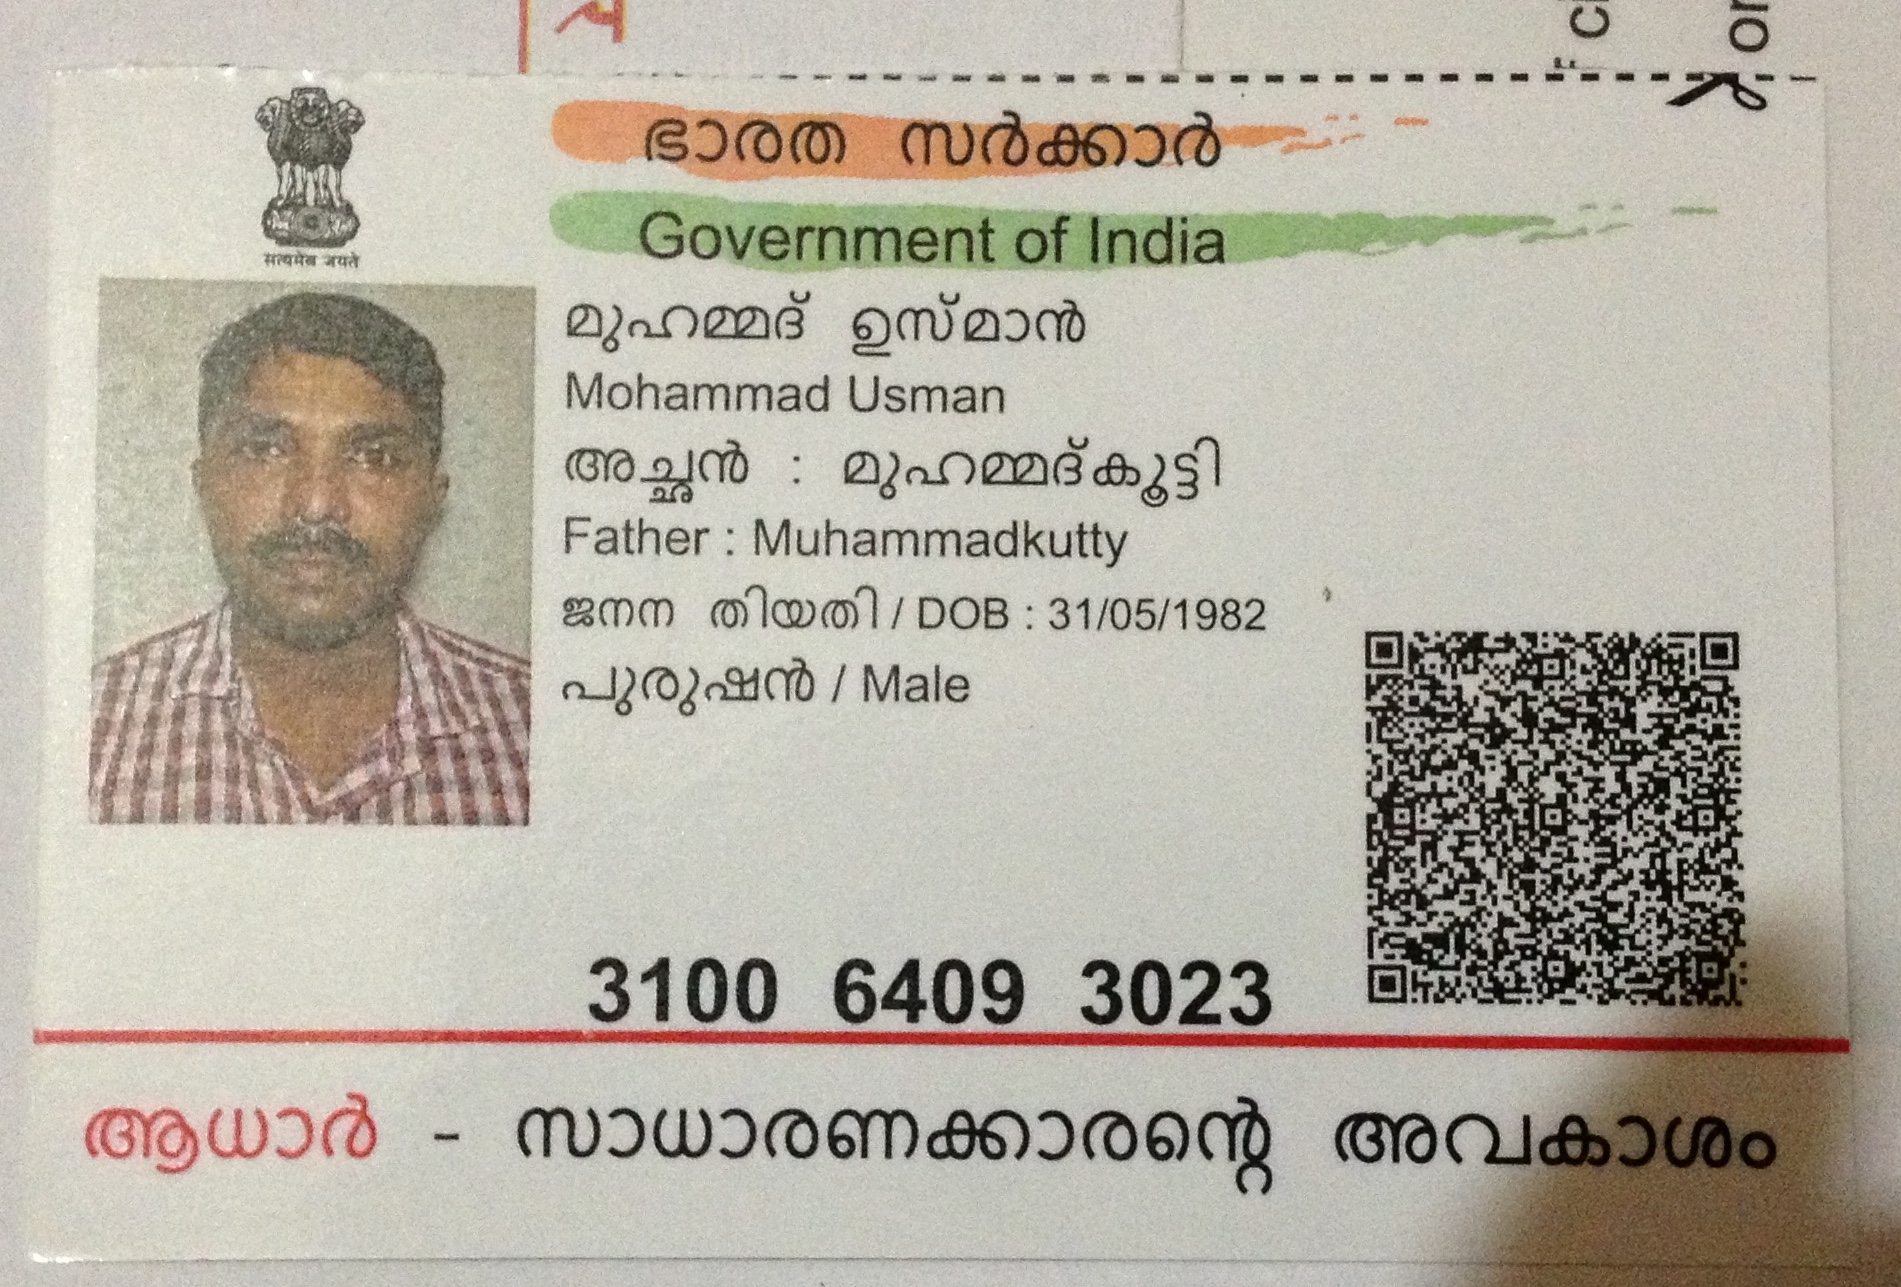 ഭാരത സർക്കാർ
Government of India
सत्यमेव जयते
മുഹമ്മദ് ഉസ്മാൻ
Mohammad Usman
അച്ഛൻ : മുഹമ്മദ്കൂട്ടി
Father : Muhammadkutty
ജനന തിയതി / DOB : 31/05/1982
പുരുഷൻ / Male
3100 6409 3023
ആധാർ - സാധാരണക്കാരന്റെ അവകാശം